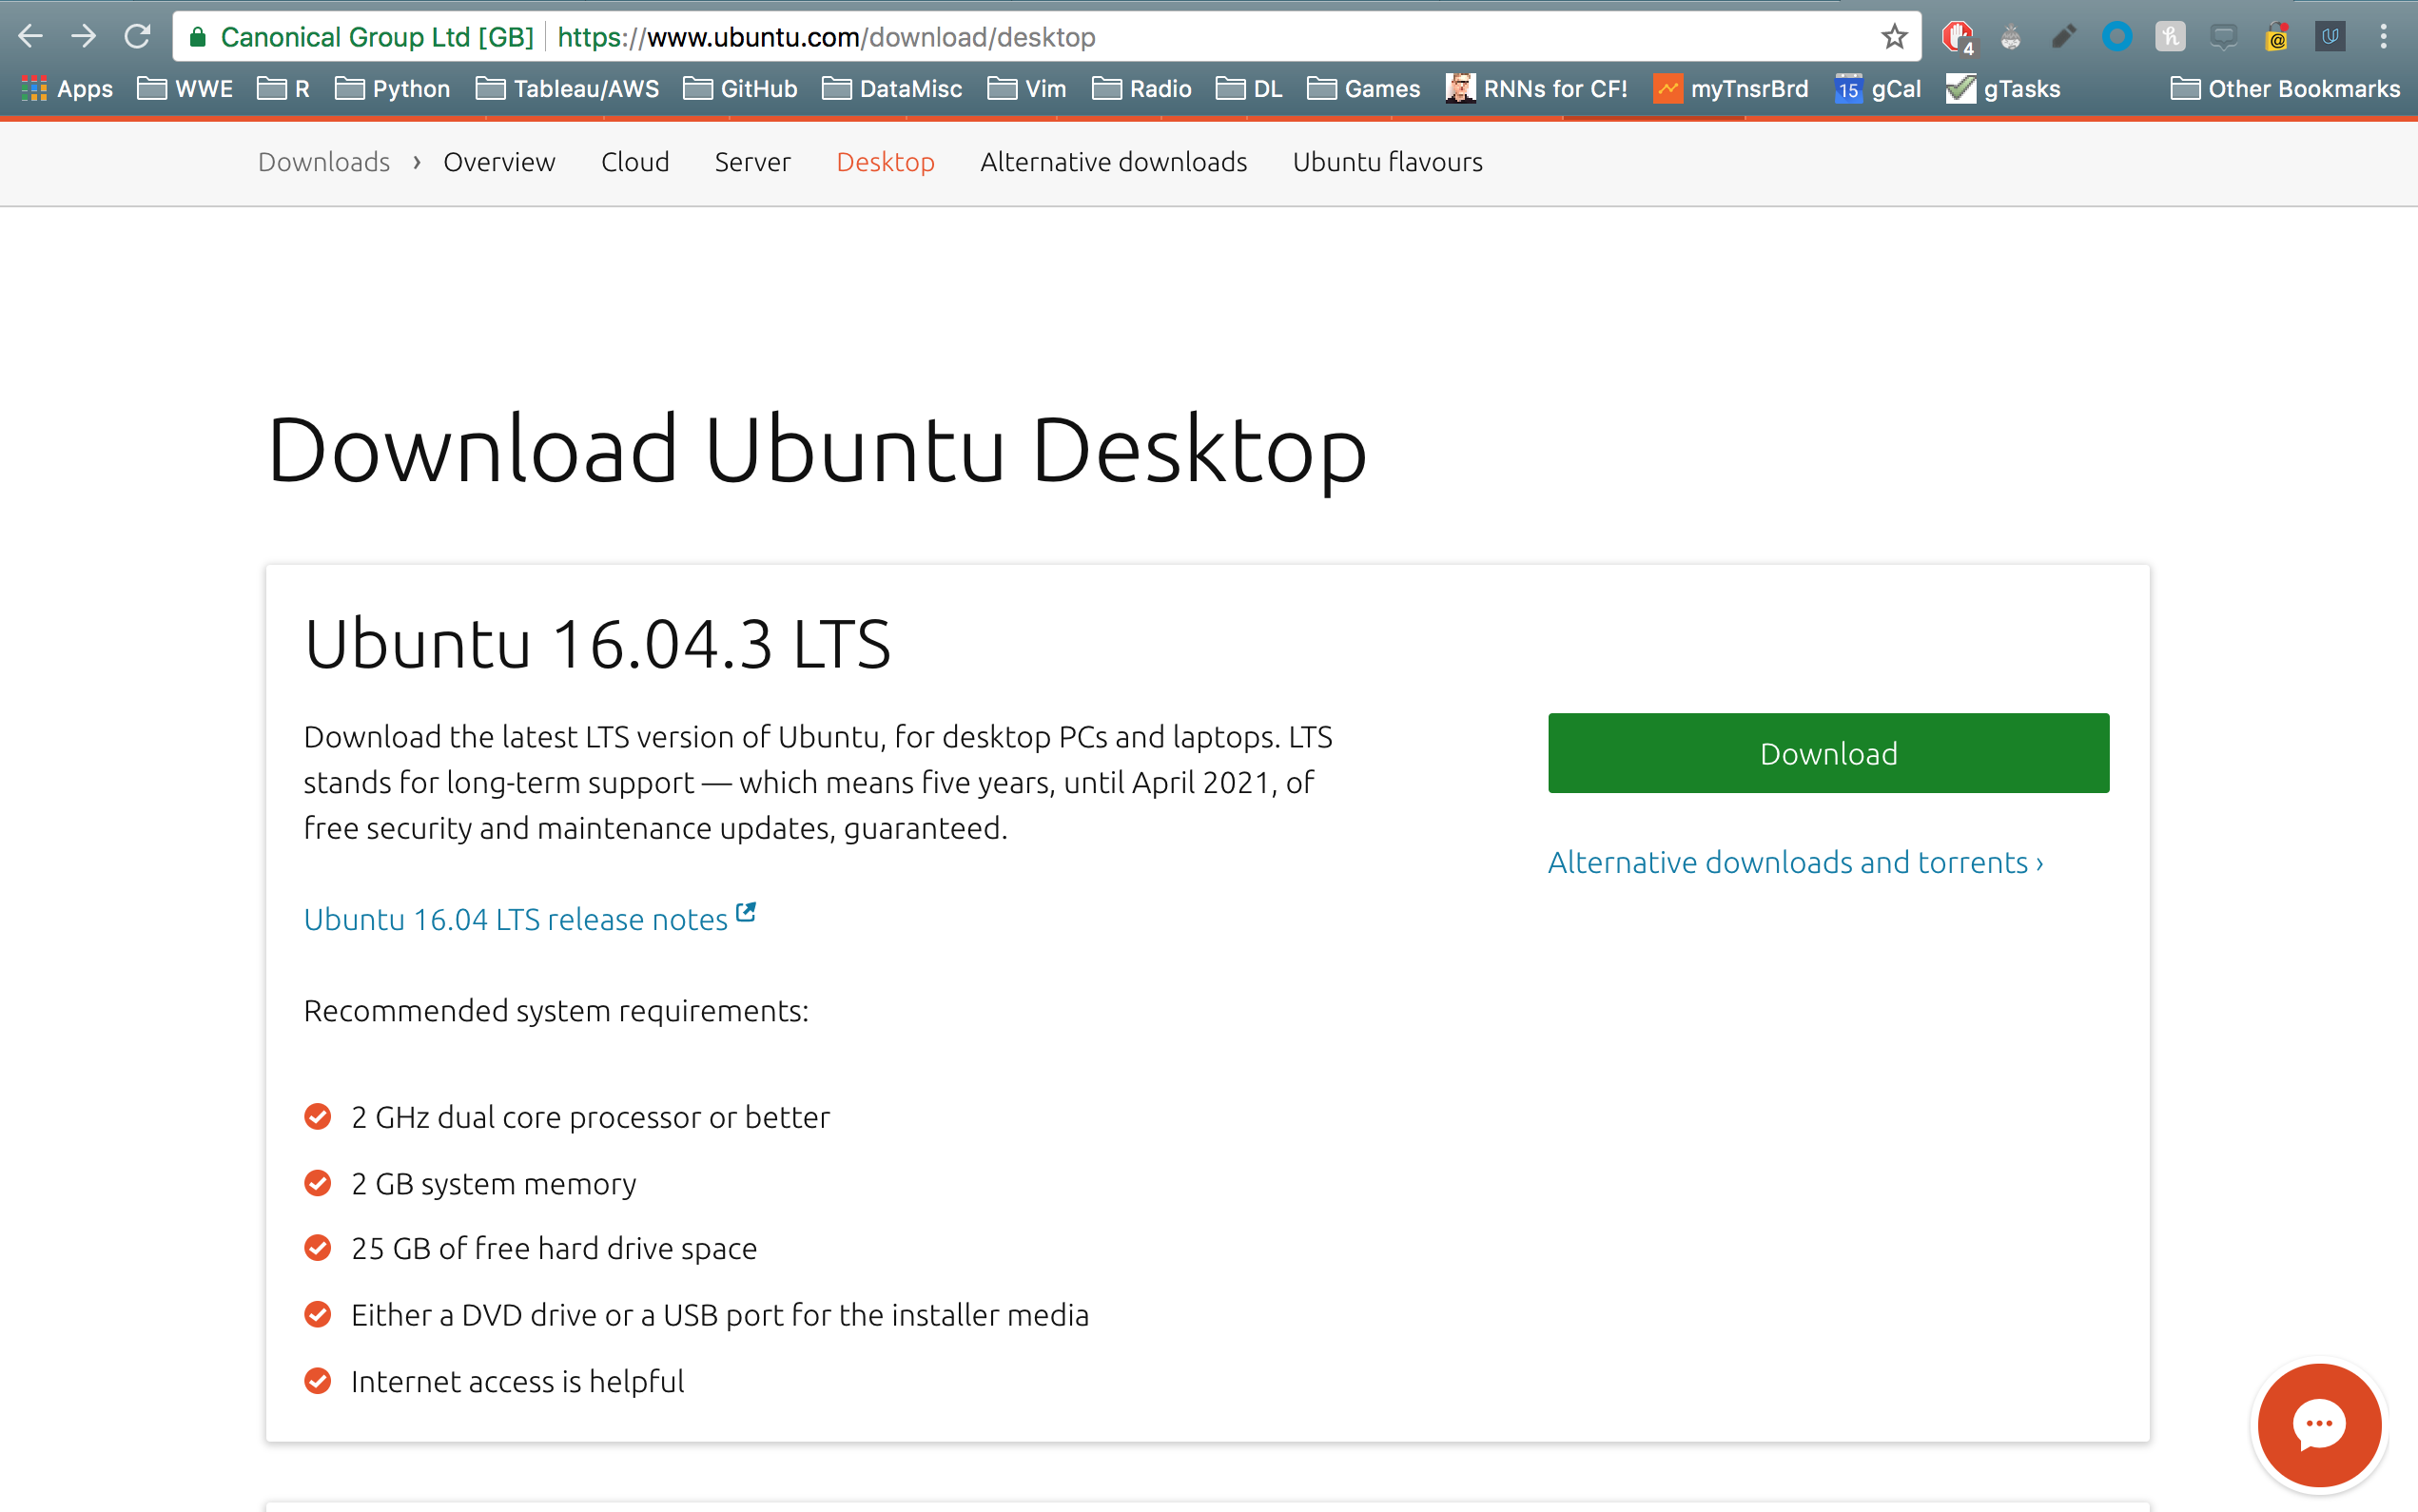 Canonical Group Ltd [GB] https://www.ubuntu.com/download/desktop 4
Apps WWE R Python Tableau/AWS GitHub DataMisc Vim Radio DL Games RNNs for CF! myTnsrBrd 15 gCal gTasks Other Bookmarks
Downloads › Overview Cloud Server Desktop Alternative downloads Ubuntu flavours
Download Ubuntu Desktop
Ubuntu 16.04.3 LTS
Download the latest LTS version of Ubuntu, for desktop PCs and laptops. LTS
stands for long-term support — which means five years, until April 2021, of
free security and maintenance updates, guaranteed.
Download
Alternative downloads and torrents ›
Ubuntu 16.04 LTS release notes
Recommended system requirements:
2 GHz dual core processor or better
2 GB system memory
25 GB of free hard drive space
Either a DVD drive or a USB port for the installer media
Internet access is helpful